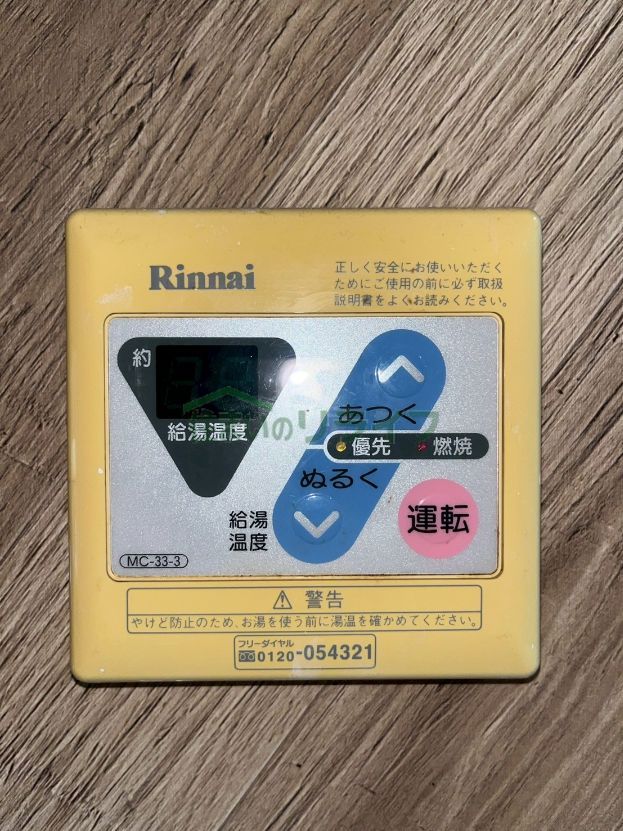 Rinnai
正しく安全にお使いいただく
ためにご使用の前に必ず取扱
説明書をよくお読みください。
約
給湯温度
あつく
優先
燃焼
ぬるく
給湯
温度
運転
MC-33-3
警告
やけど防止のため、お湯を使う前に湯温を確かめてください。
フリーダイヤル
0120-054321